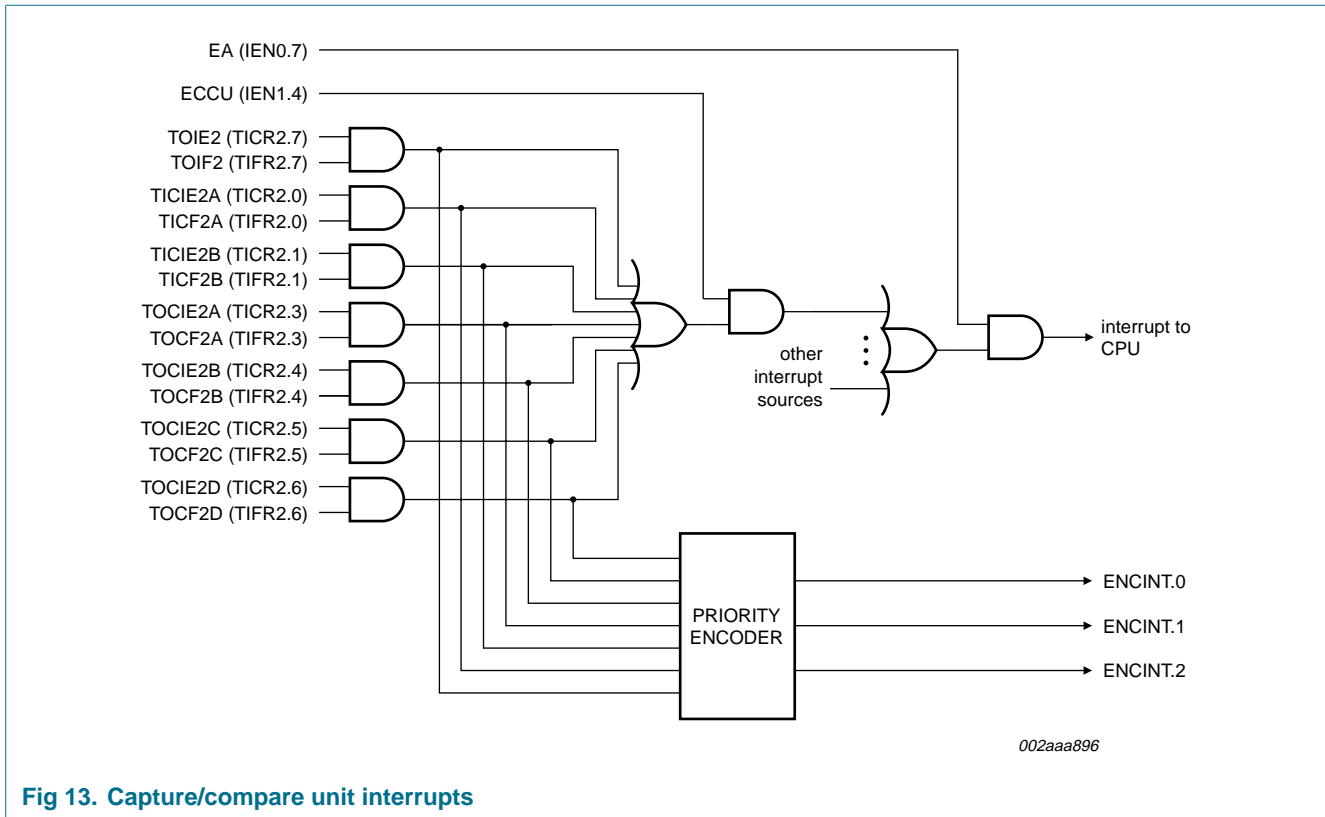 EA (IEN0.7)
ECCU (IEN1.4)
TOIE2 (TICR2.7)
TOIF2 (TIFR2.7)
TICIE2A (TICR2.0)
TICF2A (TIFR2.0)
TICIE2B (TICR2.1)
TICF2B (TIFR2.1)
TOCIE2A (TICR2.3)
TOCF2A (TIFR2.3)
TOCIE2B (TICR2.4)
TOCF2B (TIFR2.4)
TOCIE2C (TICR2.5)
TOCF2C (TIFR2.5)
TOCIE2D (TICR2.6)
TOCF2D (TIFR2.6)
other
interrupt
sources
interrupt to
CPU
PRIORITY
ENCODER
ENCINT.0
ENCINT.1
ENCINT.2
002aaa896
Fig 13. Capture/compare unit interrupts